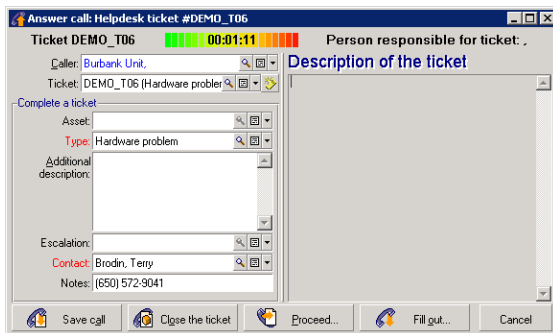 Answer call: Helpdesk ticket #DEMO_T06
Ticket DEMO_T06 00:01:11 Person responsible for ticket: ,
Caller: Burbank Unit,
Description of the ticket
Ticket: DEMO_T06 (Hardware probler
Complete a ticket
Asset:
Type: Hardware problem
Additional
description:
Escalation:
Contact: Brodin, Terry
Notes: (650) 572-9041
Save call Close the ticket Proceed... Fill out... Cancel